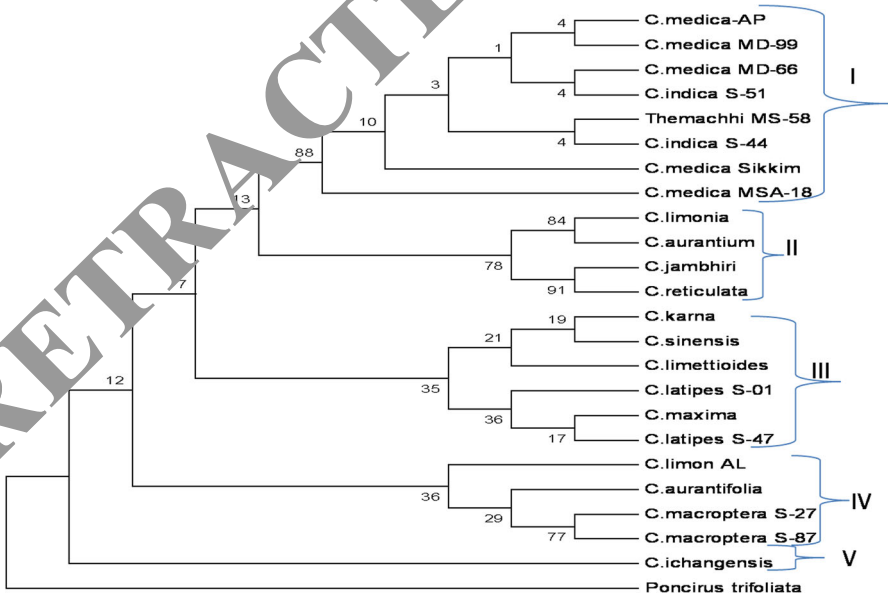 4 C.medica-AP
1 C.medica MD-99
C.medica MD-66
3 4 C.indica S-51
10 Themachhi MS-58
4 C.indica S-44
88 C.medica Sikkim
13 C.medica MSA-18
I
84 C.limonia
C.aurantium
78 C.jambhiri
91 C.reticulata
II
7
19 C.karna
21 C.sinensis
C.limettioides
35 C.latipes S-01
36 C.maxima
17 C.latipes S-47
III
12
C.limon AL
36 C.aurantifolia
29 C.macroptera S-27
77 C.macroptera S-87
IV
C.ichangensis
V
Poncirus trifoliata